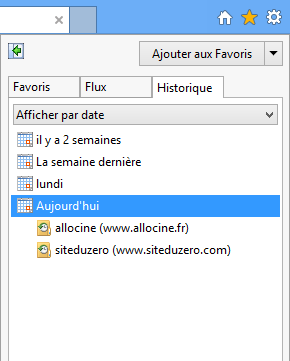 Ajouter aux Favoris
Favoris Flux Historique
Afficher par date
il y a 2 semaines
La semaine dernière
lundi
Aujourd'hui
allocine (www.allocine.fr)
siteduzero (www.siteduzero.com)